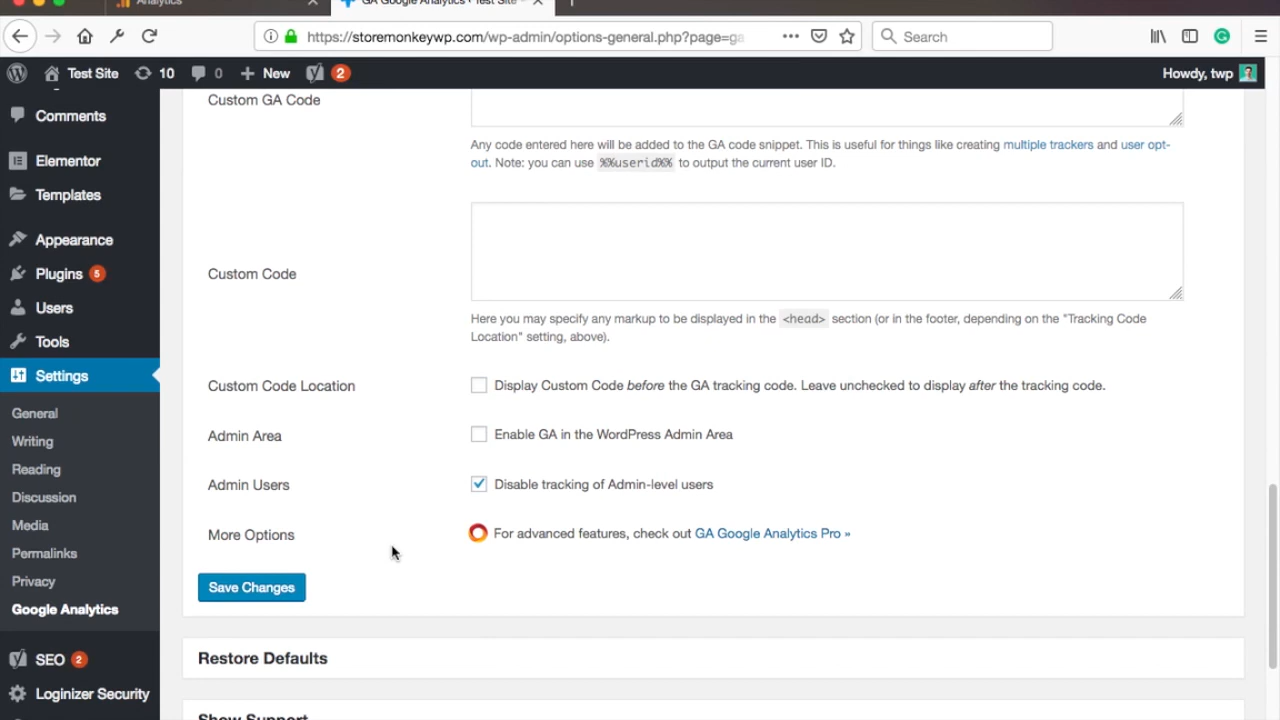 Analytics
GA Google Analytics ‹ Test Site –
https://storemonkeywp.com/wp-admin/options-general.php?page=ga
Search
Test Site 10 0 New 2 Howdy, twp
Comments
Elementor
Templates
Appearance
Plugins 5
Users
Tools
Settings
General
Writing
Reading
Discussion
Media
Permalinks
Privacy
Google Analytics
SEO 2
Loginizer Security
Custom GA Code
Any code entered here will be added to the GA code snippet. This is useful for things like creating multiple trackers and user opt-
out. Note: you can use %%userid%% to output the current user ID.
Custom Code
Here you may specify any markup to be displayed in the <head> section (or in the footer, depending on the "Tracking Code
Location" setting, above).
Custom Code Location Display Custom Code before the GA tracking code. Leave unchecked to display after the tracking code.
Admin Area Enable GA in the WordPress Admin Area
Admin Users Disable tracking of Admin-level users
More Options For advanced features, check out GA Google Analytics Pro »
Save Changes
Restore Defaults
Show Support